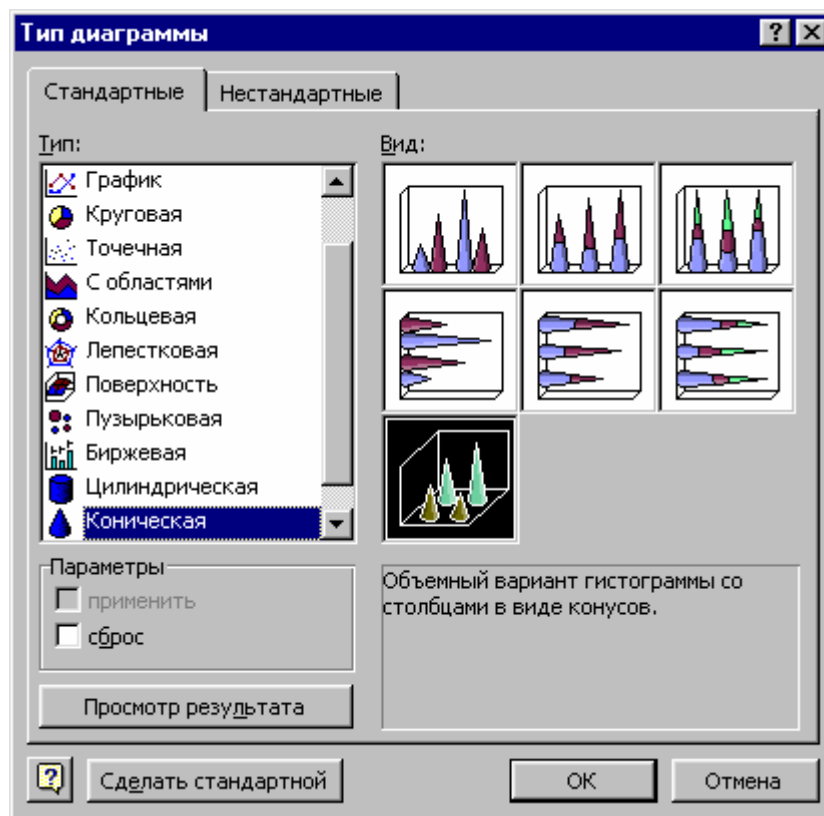 Тип диаграммы
Стандартные
Нестандартные
Тип:
Вид:
График
Круговая
Точечная
С областями
Кольцевая
Лепестковая
Поверхность
Пузырьковая
Биржевая
Цилиндрическая
Коническая
Параметры
применить
сброс
Объемный вариант гистограммы со
столбцами в виде конусов.
Просмотр результата
Сделать стандартной
ОК
Отмена